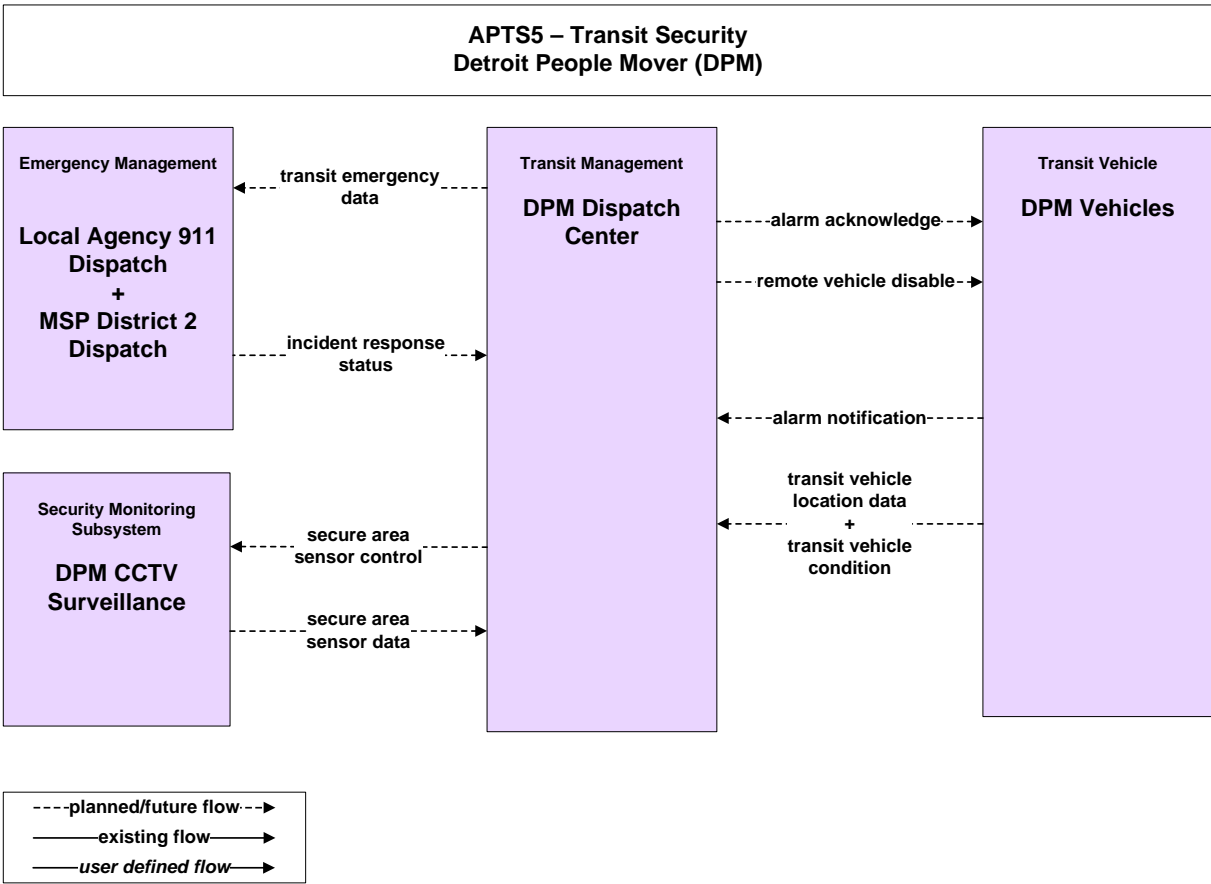 APTS5 – Transit Security
Detroit People Mover (DPM)
Emergency Management
Local Agency 911
Dispatch
+
MSP District 2
Dispatch
transit emergency
data
incident response
status
Security Monitoring
Subsystem
DPM CCTV
Surveillance
secure area
sensor control
secure area
sensor data
Transit Management
DPM Dispatch
Center
alarm acknowledge
remote vehicle disable
alarm notification
transit vehicle
location data
+
transit vehicle
condition
Transit Vehicle
DPM Vehicles
planned/future flow
existing flow
user defined flow